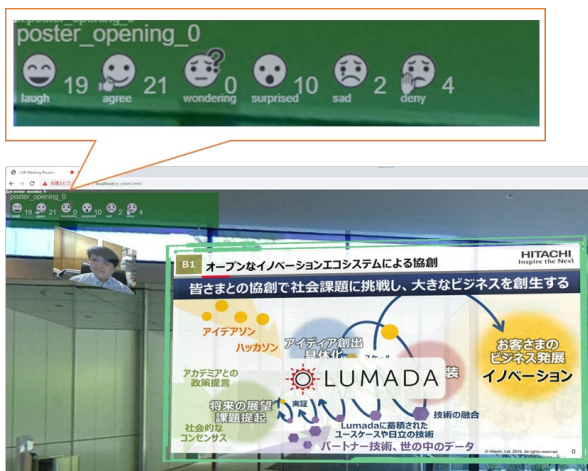 poster_opening_0
laugh 19
agree 21
wondering 0
surprised 10
sad 2
deny 4
VR Meeting Room
poster_opening_0
19 21 0 10 2 4
B1 オープンなイノベーションエコシステムによる協創
HITACHI
Inspire the Next
皆さまとの協創で社会課題に挑戦し、大きなビジネスを創生する
アイデアソン
ハッカソン
アイディア創出
具体化
スケール
お客さまの
ビジネス発展
イノベーション
アカデミアとの
政策提言
LUMADA
装
将来の展望
課題提起
実証
技術の融合
社会的な
コンセンサス
Lumadaに蓄積された
ユースケースや日立の技術
パートナー技術、世の中のデータ
© Hitachi, Ltd. 2019. All rights reserved. 0